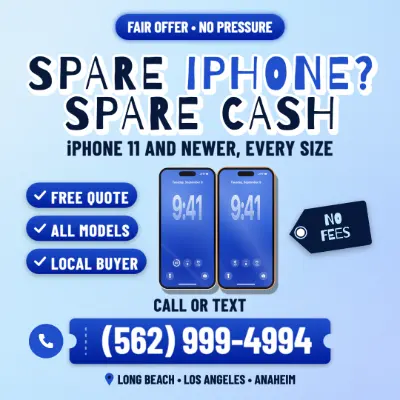 FAIR OFFER • NO PRESSURE
SPARE IPHONE?
SPARE CASH
iPHONE 11 AND NEWER, EVERY SIZE
FREE QUOTE
ALL MODELS
LOCAL BUYER
9:41
9:41
NO
FEES
CALL OR TEXT
(562) 999-4994
LONG BEACH • LOS ANGELES • ANAHEIM